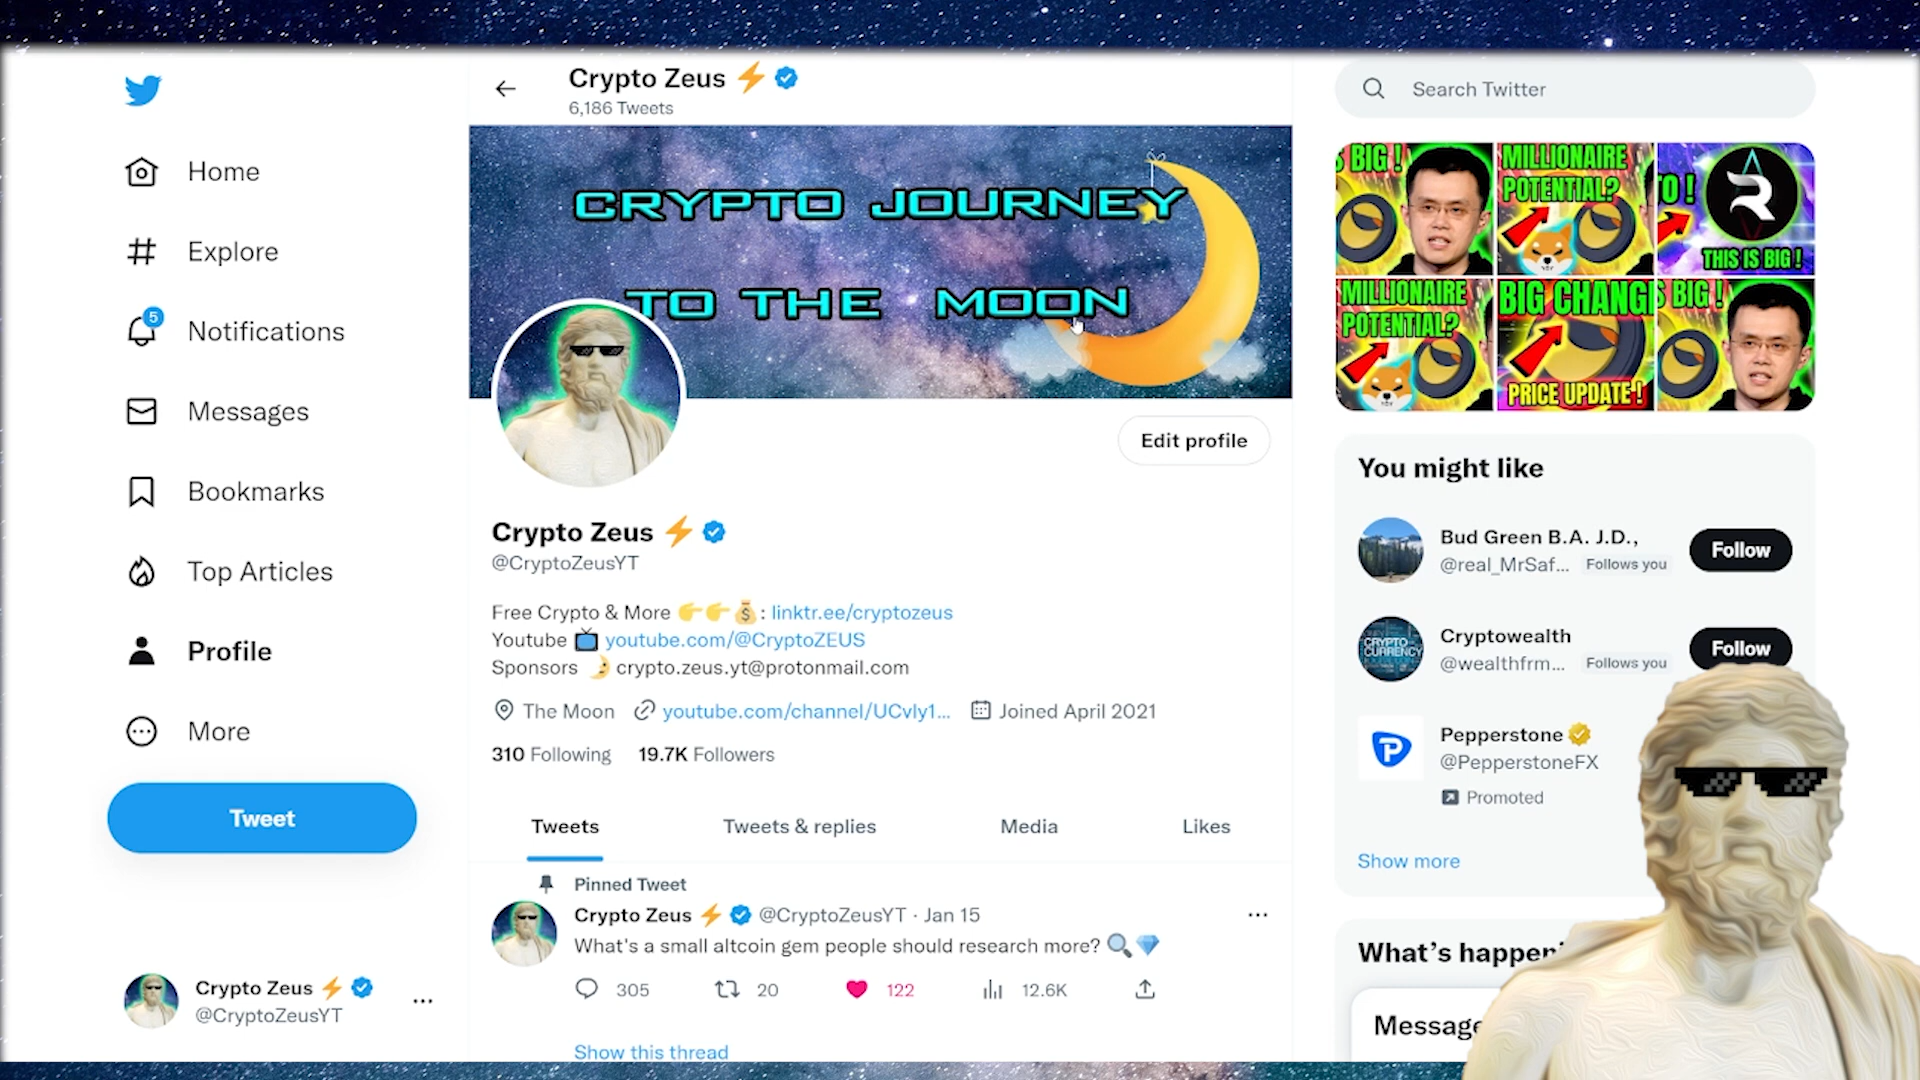 Crypto Zeus
6,186 Tweets
Search Twitter
Home
Explore
5
Notifications
Messages
Bookmarks
Top Articles
Profile
More
Tweet
Crypto Zeus
@CryptoZeusYT
CRYPTO JOURNEY
TO THE MOON
Edit profile
Crypto Zeus
@CryptoZeusYT
Free Crypto & More : linktr.ee/cryptozeus
Youtube youtube.com/@CryptoZEUS
Sponsors crypto.zeus.yt@protonmail.com
The Moon youtube.com/channel/UCvly1... Joined April 2021
310 Following 19.7K Followers
Tweets Tweets & replies Media Likes
Pinned Tweet
Crypto Zeus @CryptoZeusYT · Jan 15
What's a small altcoin gem people should research more?
305 20 122 12.6K
Show this thread
S BIG !
MILLIONAIRE
POTENTIAL?
TO !
THIS IS BIG !
MILLIONAIRE
POTENTIAL?
BIG CHANGE
PRICE UPDATE !
S BIG !
You might like
Bud Green B.A. J.D.,
@real_MrSaf... Follows you
Follow
CRYPTO
CURRENCY
Cryptowealth
@wealthfrm... Follows you
Follow
Pepperstone
@PepperstoneFX
Promoted
Show more
What's happeni
Message